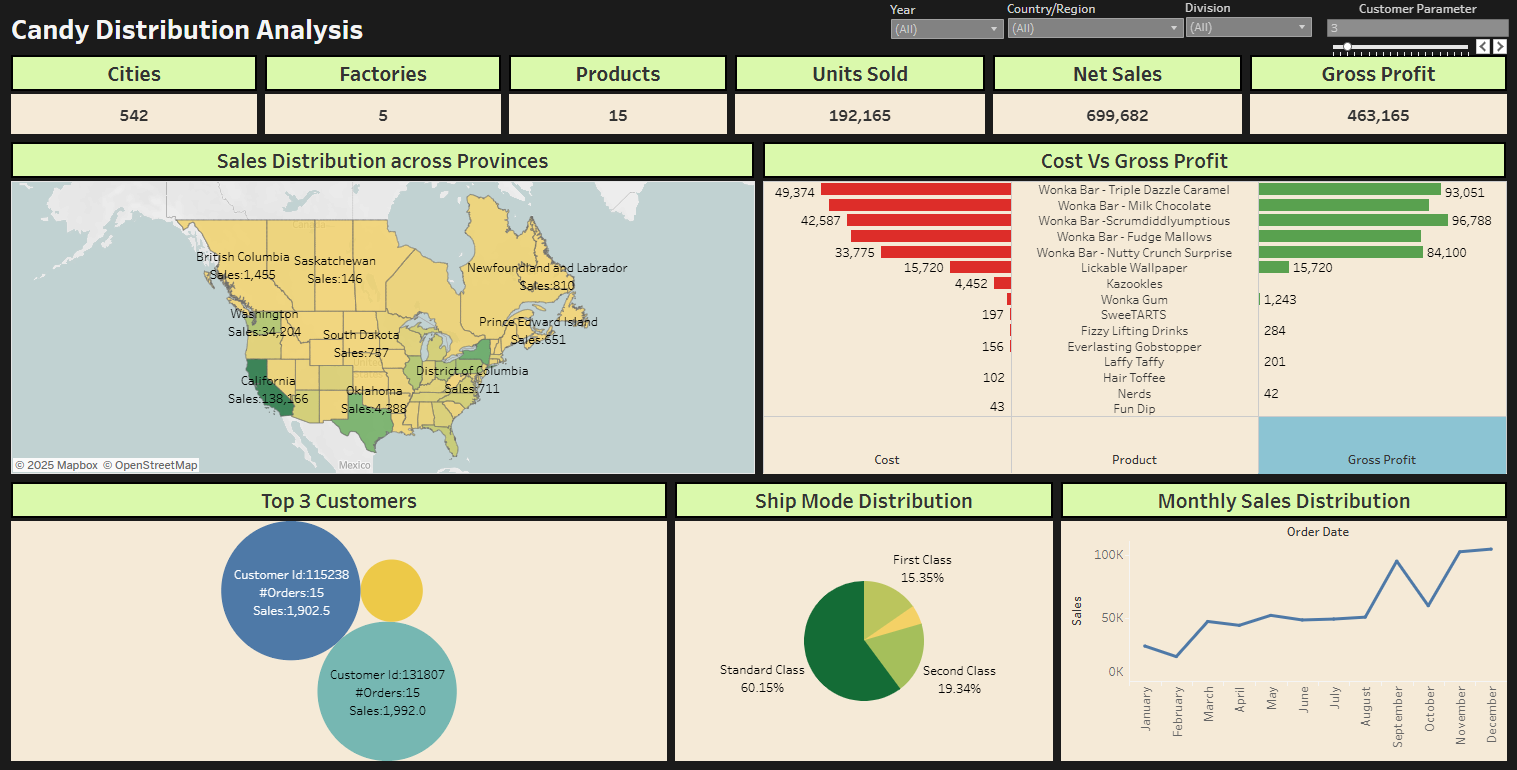 Candy Distribution Analysis
Year
(All)
Country/Region
(All)
Division
(All)
Customer Parameter
3
Cities
Factories
Products
Units Sold
Net Sales
Gross Profit
542
5
15
192,165
699,682
463,165
Sales Distribution across Provinces
British Columbia
Sales:1,455
Saskatchewan
Sales:146
Newfoundland and Labrador
Sales:810
Washington
Sales:34,204
South Dakota
Sales:757
Prince Edward Island
Sales:651
California
Sales:138,166
Oklahoma
Sales:4,388
District of Columbia
Sales:711
Mexico
© 2025 Mapbox © OpenStreetMap
Cost Vs Gross Profit
49,374 Wonka Bar - Triple Dazzle Caramel 93,051
Wonka Bar - Milk Chocolate
42,587 Wonka Bar -Scrumdiddlyumptious 96,788
Wonka Bar - Fudge Mallows
33,775 Wonka Bar - Nutty Crunch Surprise 84,100
15,720 Lickable Wallpaper 15,720
4,452 Kazookles
Wonka Gum 1,243
197 SweeTARTS
Fizzy Lifting Drinks 284
156 Everlasting Gobstopper
Laffy Taffy 201
102 Hair Toffee
Nerds 42
43 Fun Dip
Cost Product Gross Profit
Top 3 Customers
Customer Id:115238
#Orders:15
Sales:1,902.5
Customer Id:131807
#Orders:15
Sales:1,992.0
Ship Mode Distribution
First Class
15.35%
Second Class
19.34%
Standard Class
60.15%
Monthly Sales Distribution
Order Date
Sales
100K
50K
0K
January
February
March
April
May
June
July
August
September
October
November
December